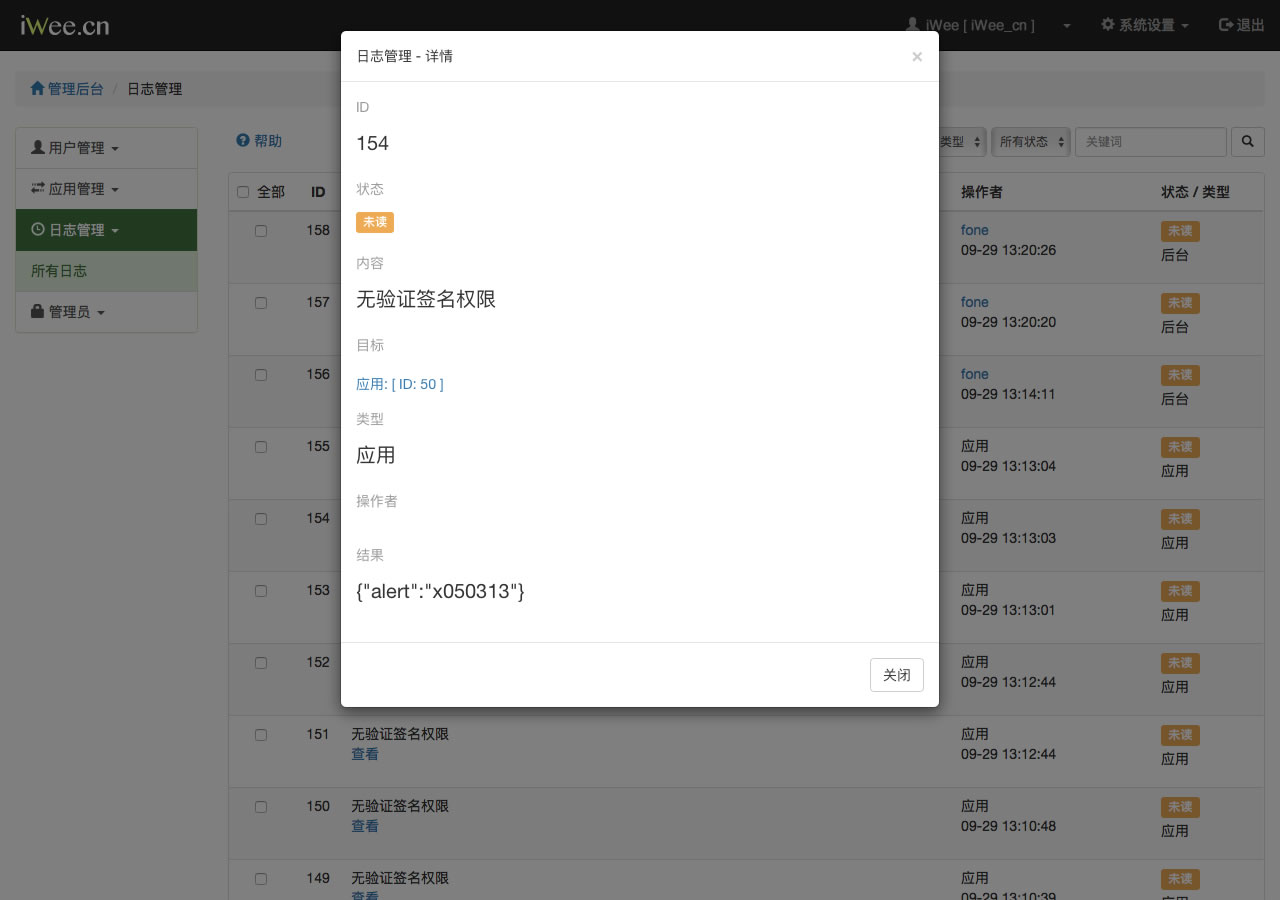 iWee.cn
iWee [ iWee_cn ]
系统设置
退出
管理后台 / 日志管理
用户管理
应用管理
日志管理
所有日志
管理员
帮助
类型
所有状态
关键词
全部 ID 操作者 状态 / 类型
158 fone 未读
09-29 13:20:26 后台
157 fone 未读
09-29 13:20:20 后台
156 fone 未读
09-29 13:14:11 后台
155 应用 未读
09-29 13:13:04 应用
154 应用 未读
09-29 13:13:03 应用
153 应用 未读
09-29 13:13:01 应用
152 应用 未读
09-29 13:12:44 应用
151 无验证签名权限 应用 未读
查看 09-29 13:12:44 应用
150 无验证签名权限 应用 未读
查看 09-29 13:10:48 应用
149 无验证签名权限 应用 未读
查看 09-29 13:10:39 应用
日志管理 - 详情
×
ID
154
状态
未读
内容
无验证签名权限
目标
应用: [ ID: 50 ]
类型
应用
操作者
结果
{"alert":"x050313"}
关闭